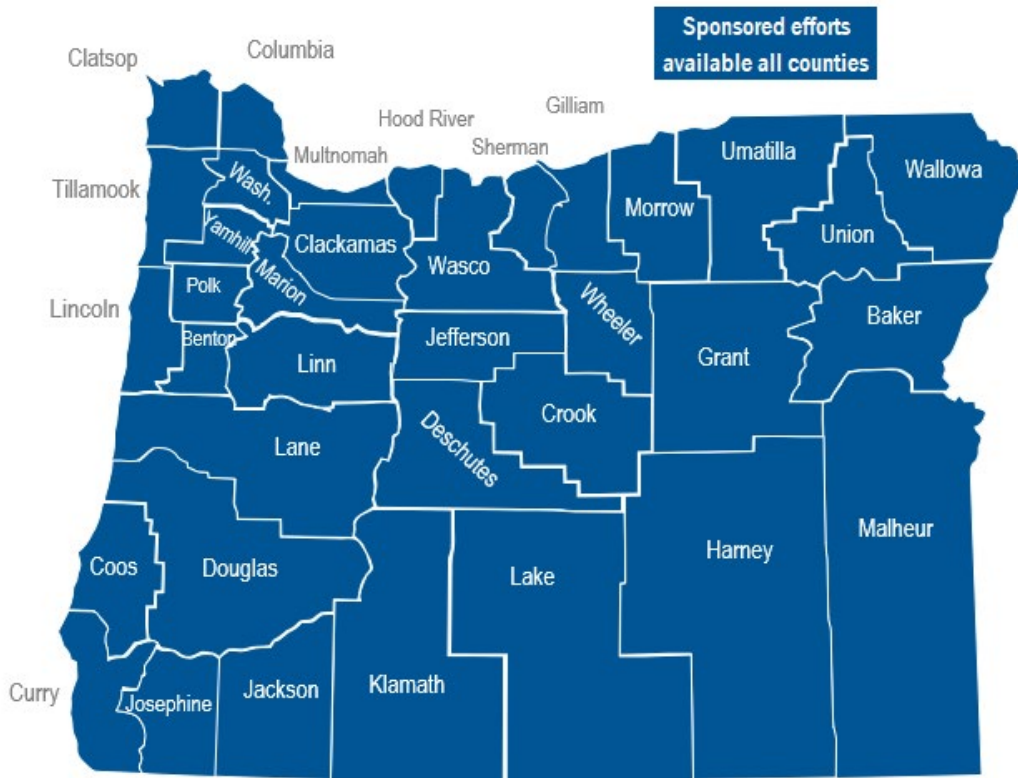 Sponsored efforts
available all counties
Clatsop
Columbia
Hood River
Gilliam
Multnomah
Sherman
Umatilla
Wallowa
Tillamook
Wash.
Morrow
Yamhill
Clackamas
Union
Wasco
Marion
Polk
Lincoln
Wheeler
Baker
Benton
Jefferson
Linn
Grant
Crook
Lane
Deschutes
Malheur
Harney
Coos
Douglas
Lake
Curry
Josephine
Jackson
Klamath